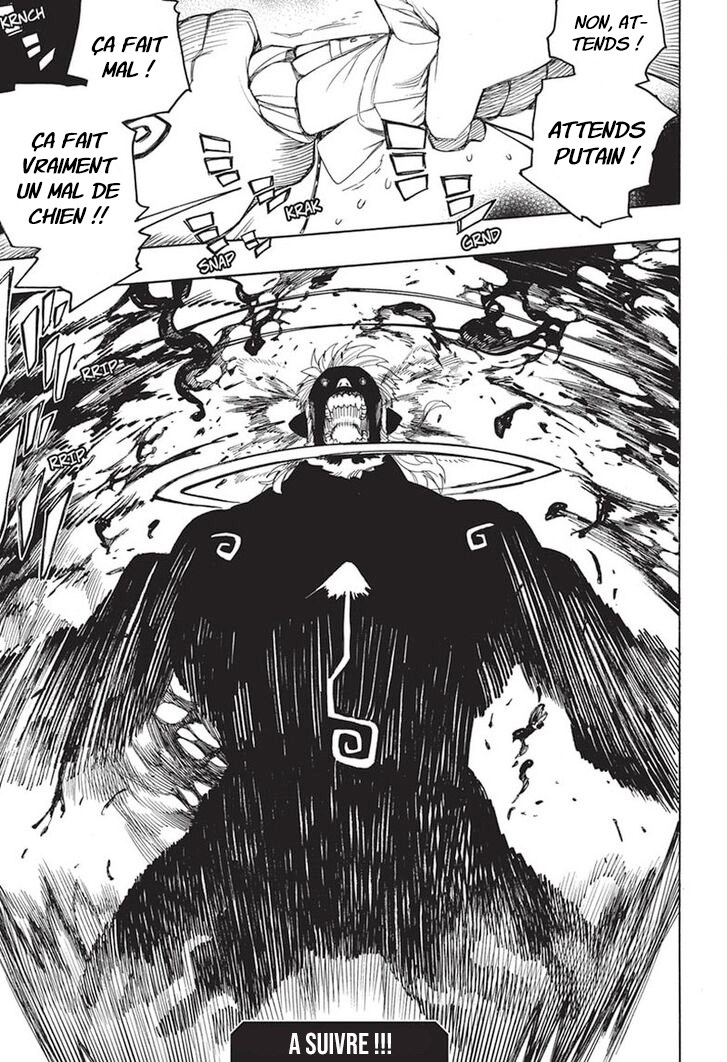 NON, AT-
TENDS !
ATTENDS
PUTAIN !
ÇA FAIT
MAL !
ÇA FAIT
VRAIMENT
UN MAL DE
CHIEN !!
GRND
KRAK
SNAP
KRNCH
RRIP
RRIP
A SUIVRE !!!